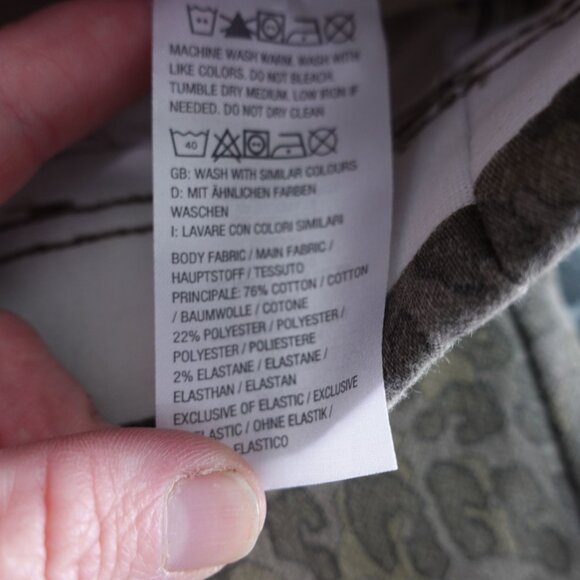 MACHINE WASH WARM. WASH WITH
LIKE COLORS. DO NOT BLEACH.
TUMBLE DRY MEDIUM. LOW IRON IF
NEEDED. DO NOT DRY CLEAN
40
GB: WASH WITH SIMILAR COLOURS
D: MIT ÄHNLICHEN FARBEN
WASCHEN
I: LAVARE CON COLORI SIMILARI
BODY FABRIC / MAIN FABRIC /
HAUPTSTOFF / TESSUTO
PRINCIPALE: 76% COTTON / COTTON
/ BAUMWOLLE / COTONE
22% POLYESTER / POLYESTER /
POLYESTER / POLIESTERE
2% ELASTANE / ELASTANE /
ELASTHAN / ELASTAN
EXCLUSIVE OF ELASTIC / EXCLUSIVE
ELASTIC / OHNE ELASTIK /
ELASTICO